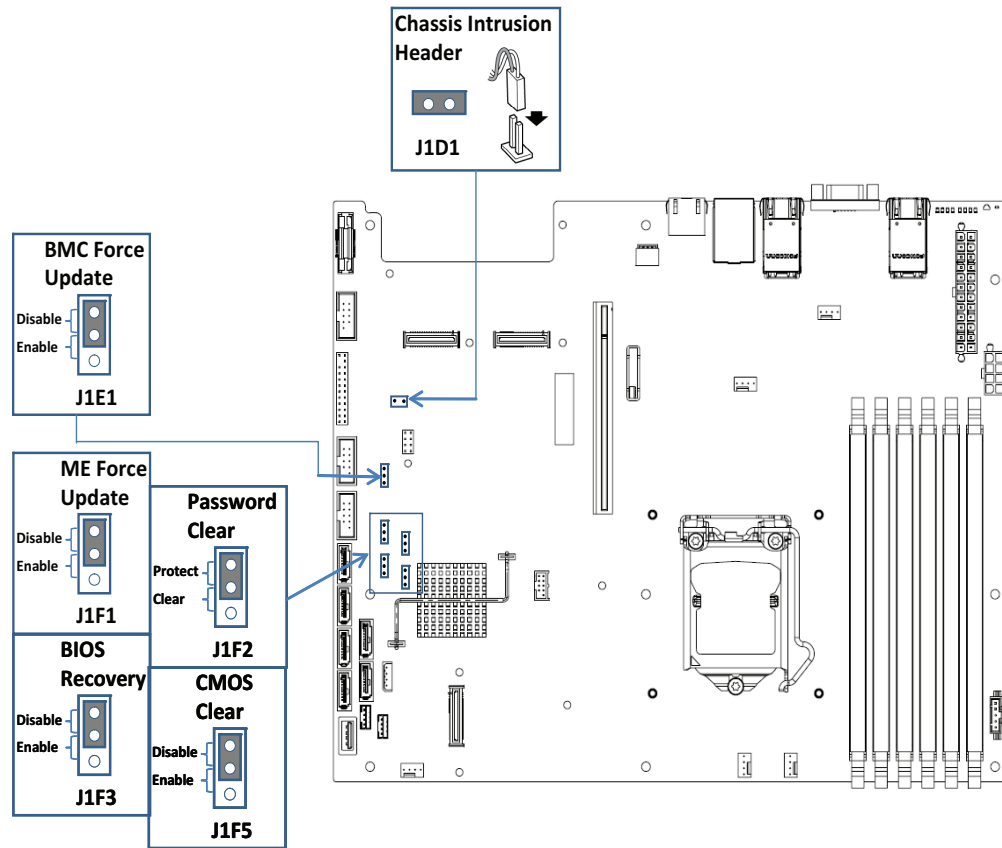 Chassis Intrusion
Header
J1D1
BMC Force
Update
Disable
Enable
J1E1
ME Force
Update
Disable
Enable
J1F1
Password
Clear
Protect
Clear
J1F2
BIOS
Recovery
Disable
Enable
J1F3
CMOS
Clear
Disable
Enable
J1F5